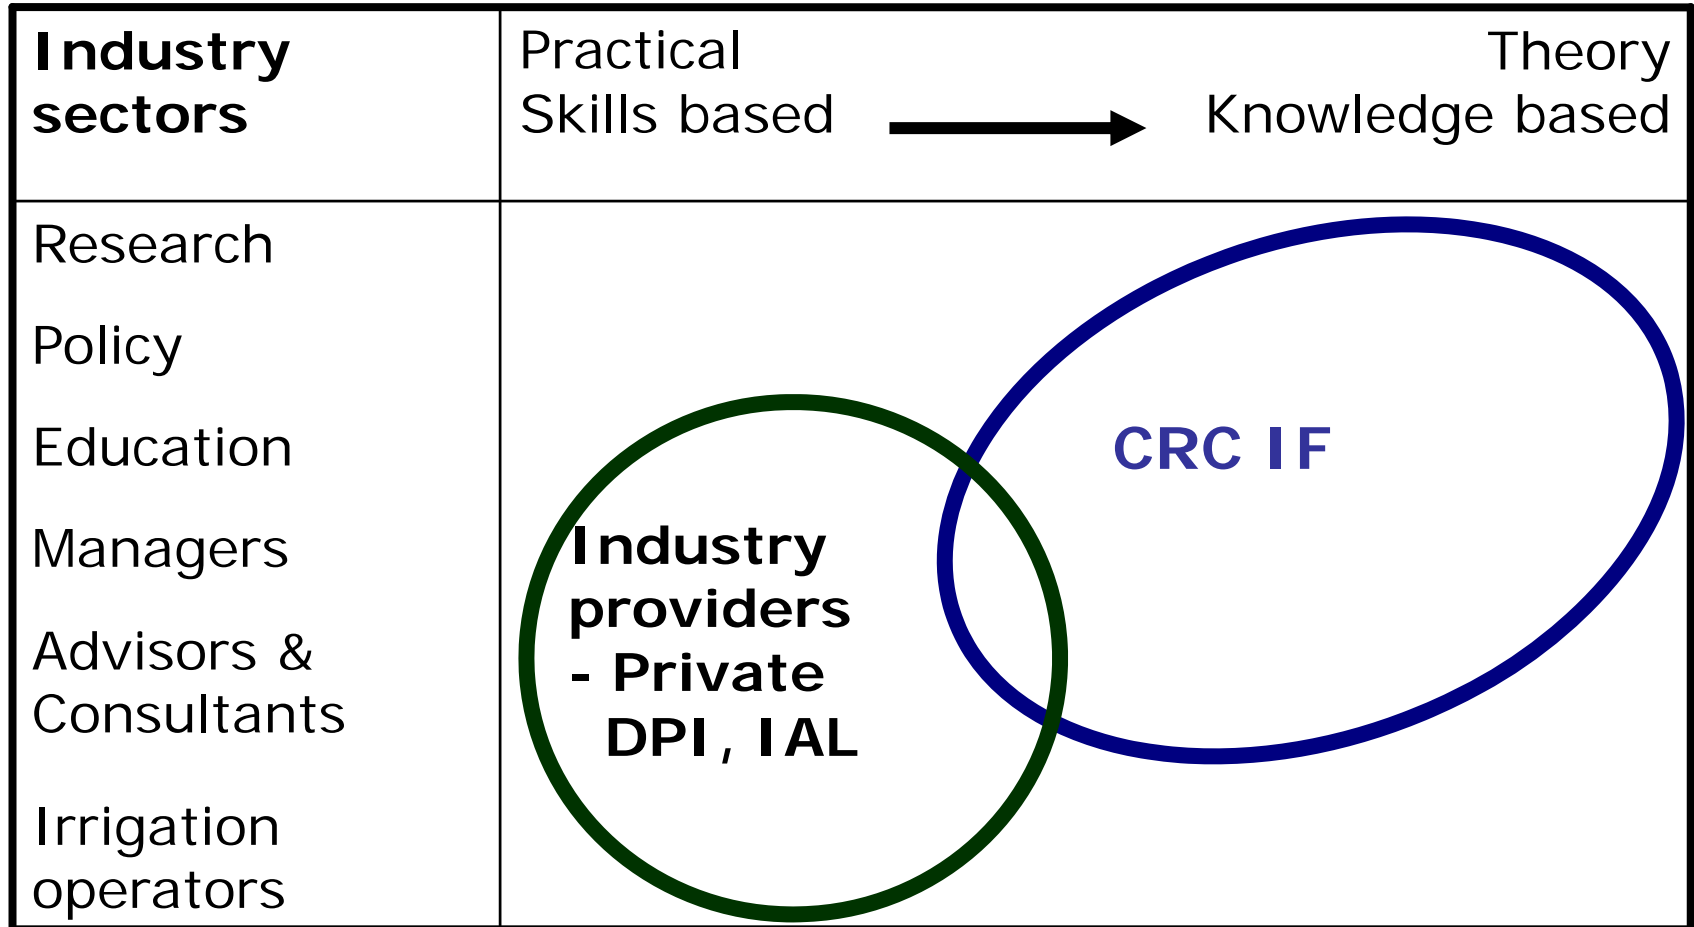 Industry
sectors
Practical
Skills based
Theory
Knowledge based
Research
Policy
Education
Managers
Advisors &
Consultants
Irrigation
operators
Industry
providers
- Private
DPI, IAL
CRC IF